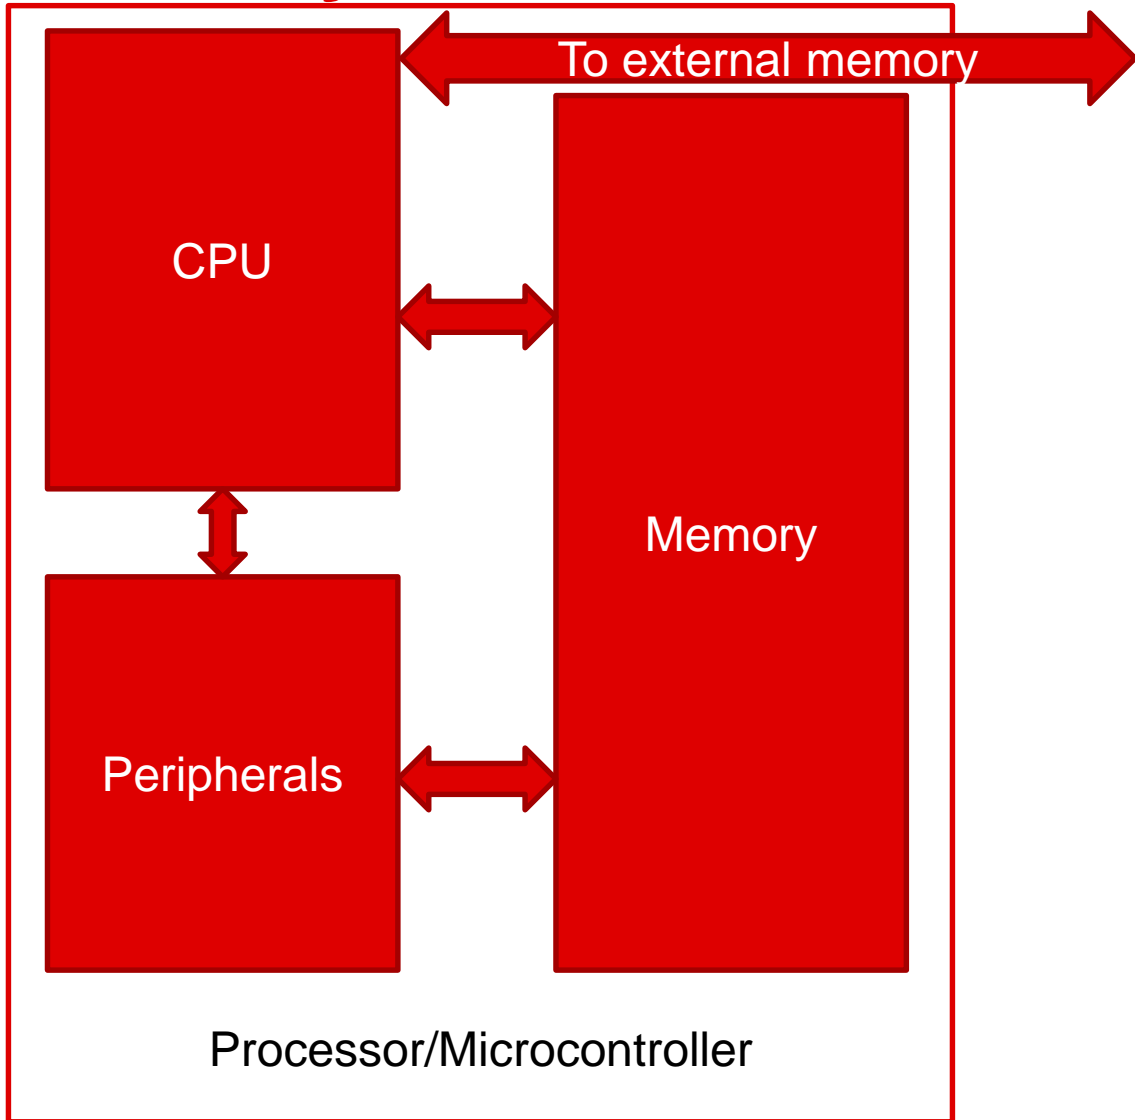 To external memory
CPU
Memory
Peripherals
Processor/Microcontroller